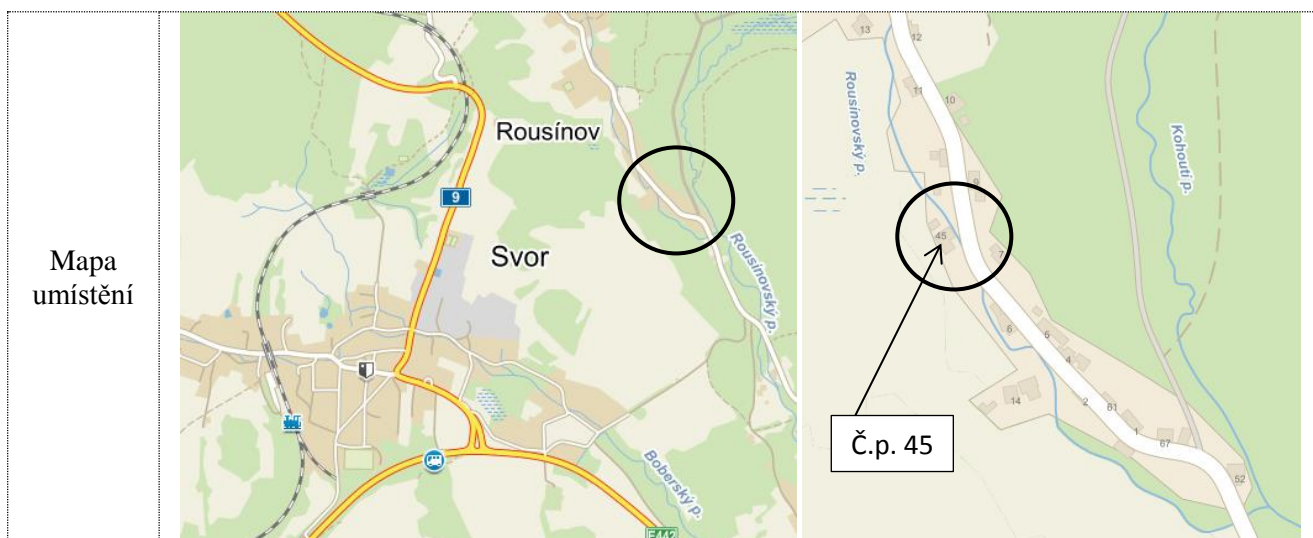 Mapa
umístění
Rousínov
9
Svor
Rousínovský p.
Boberský p.
E442
13
12
11
10
Rousínovský p.
Kohoutí p.
9
45
7
6
5
4
14
2
61
1
67
52
Č.p. 45